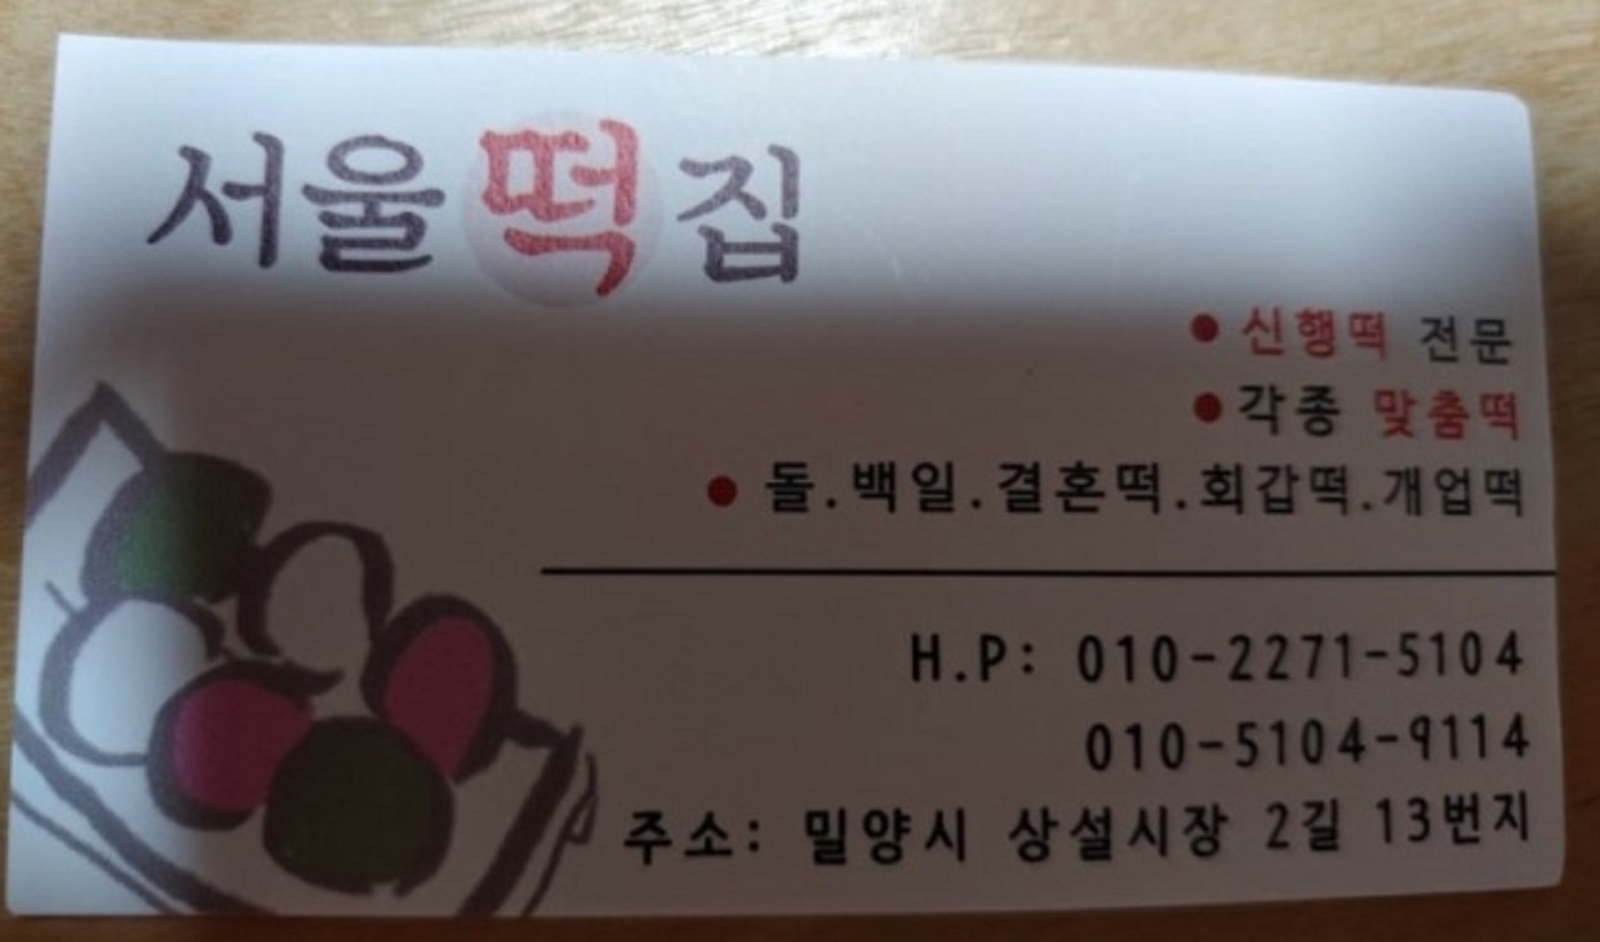 서울떡집
● 신행떡 전문
● 각종 맞춤떡
● 돌.백일.결혼떡.회갑떡.개업떡
H.P: 010-2271-5104
010-5104-9114
주소: 밀양시 상설시장 2길 13번지